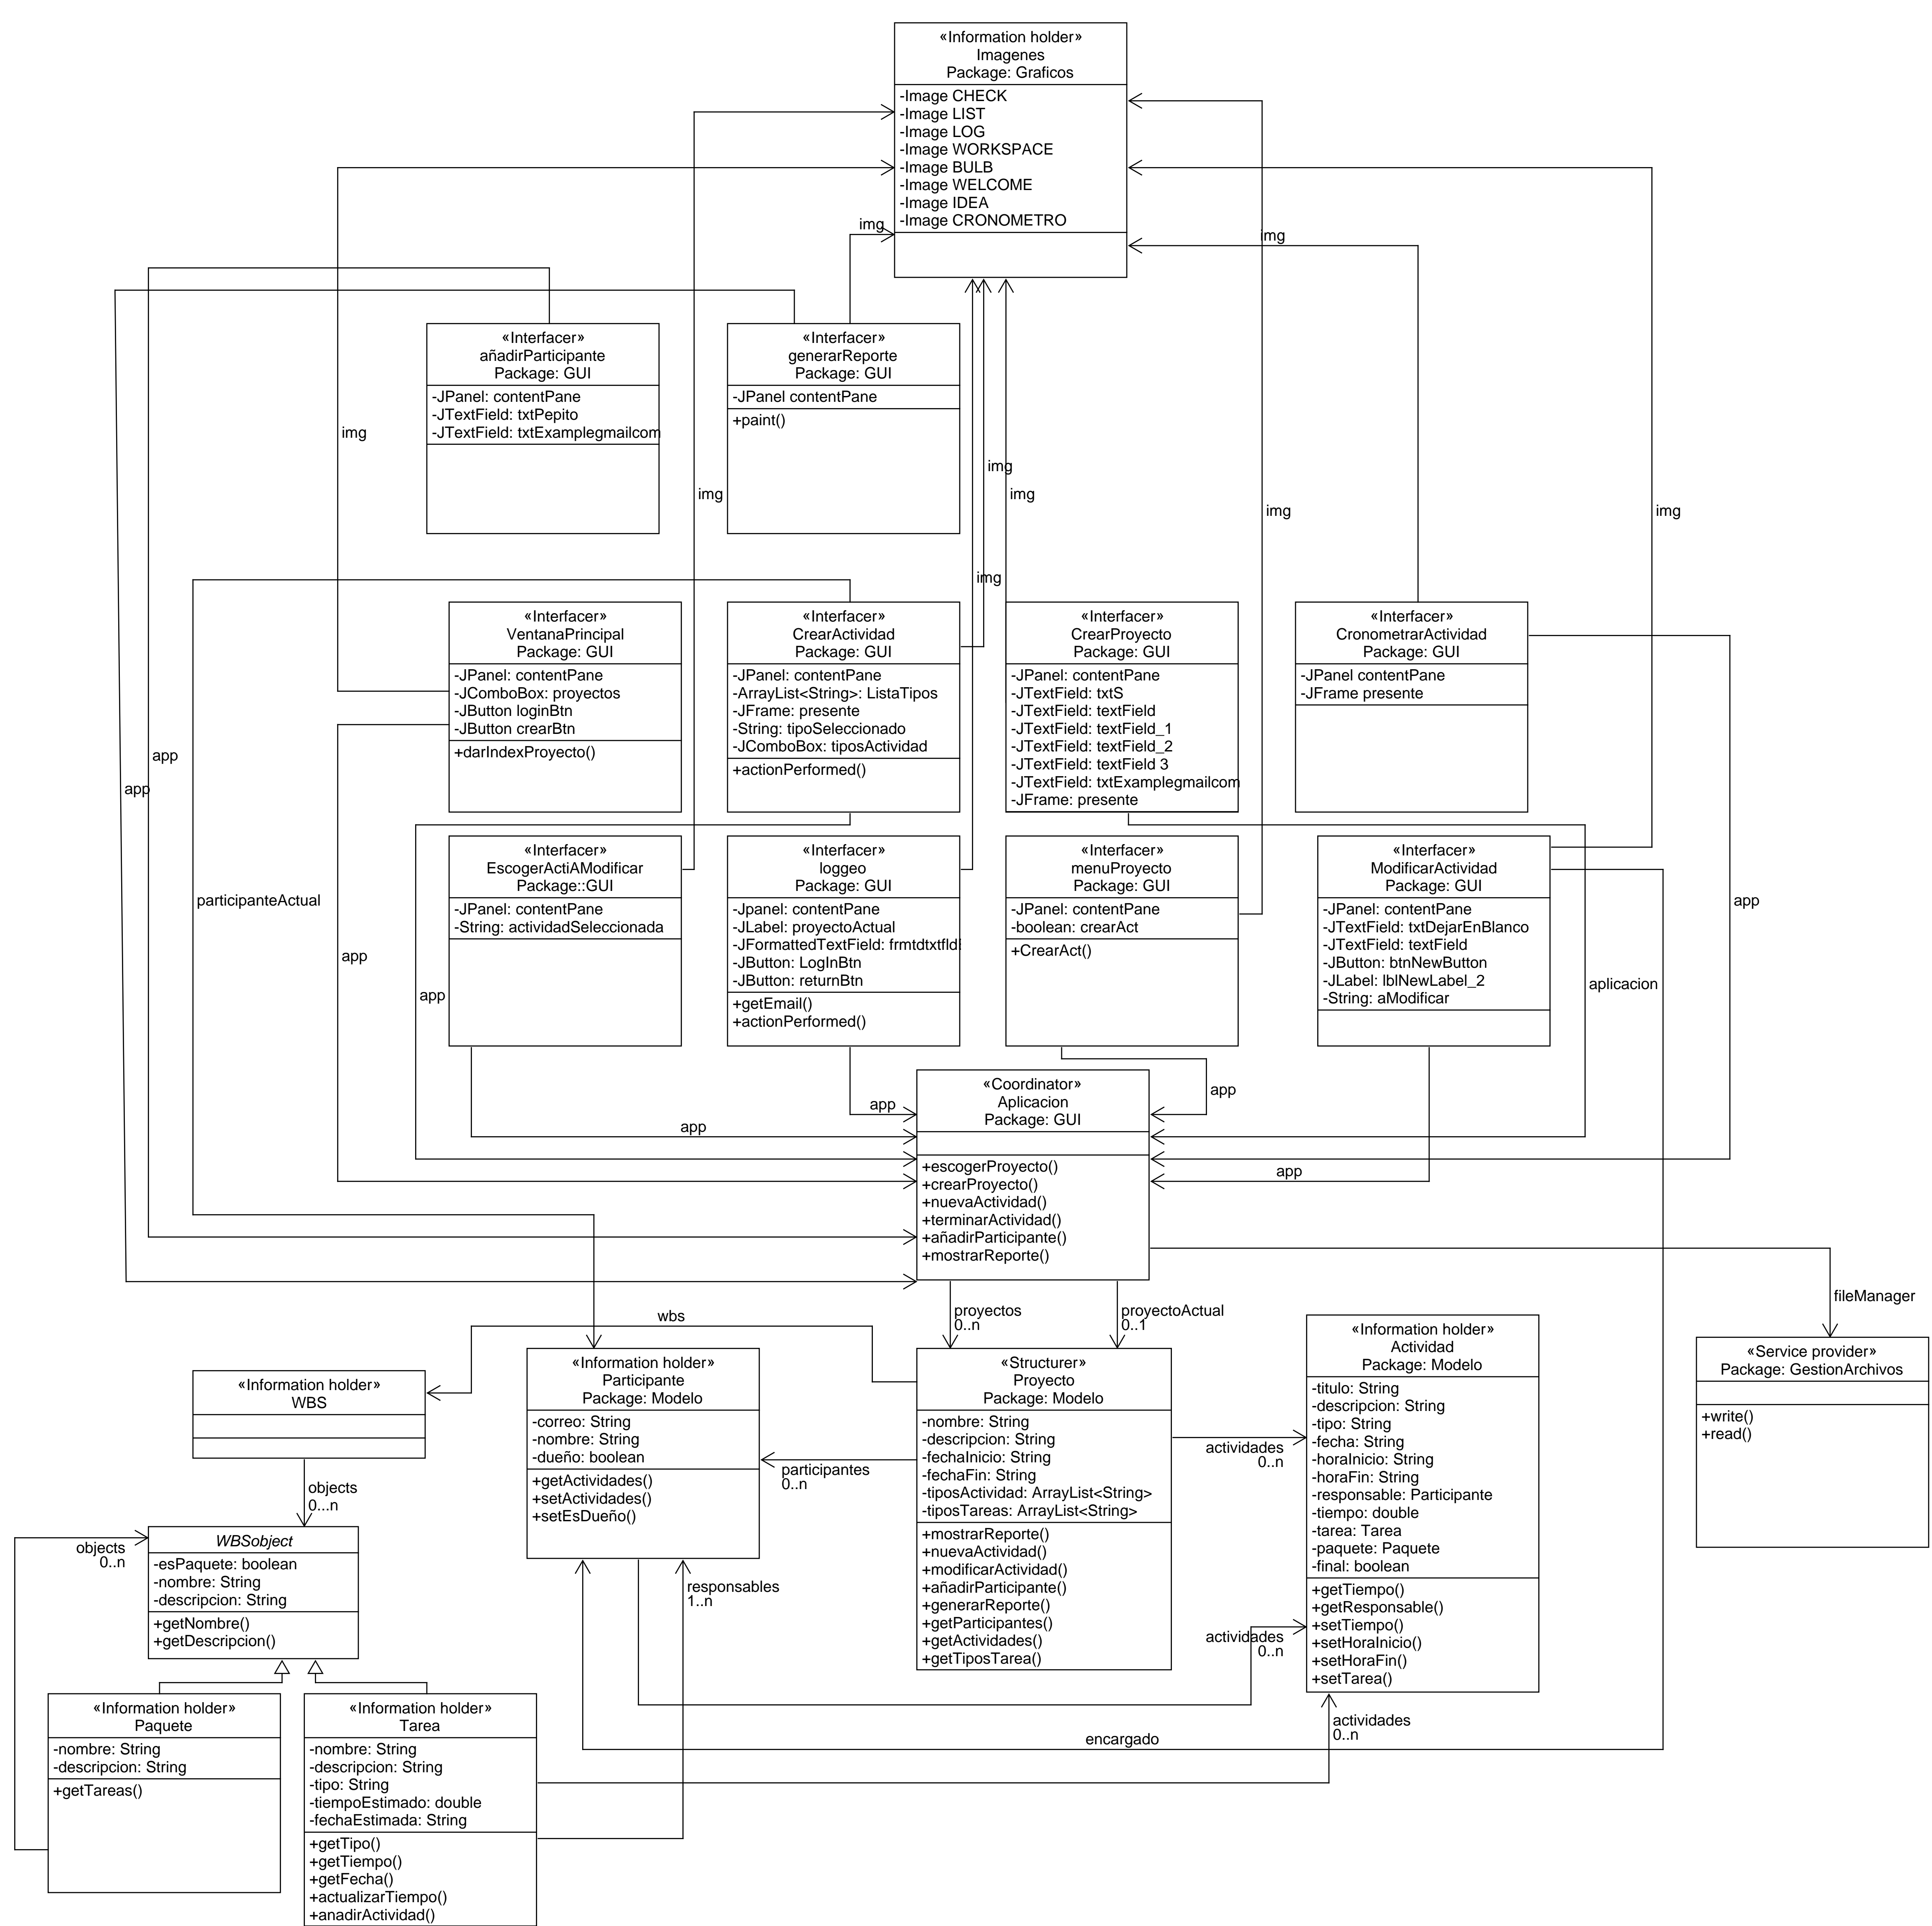 «Information holder»
Imagenes
Package: Graficos
-Image CHECK
-Image LIST
-Image LOG
-Image WORKSPACE
-Image BULB
-Image WELCOME
-Image IDEA
-Image CRONOMETRO
img
img
«Interfacer»
añadirParticipante
Package: GUI
-JPanel: contentPane
-JTextField: txtPepito
-JTextField: txtExamplegmailcom
«Interfacer»
generarReporte
Package: GUI
-JPanel contentPane
+paint()
img
img
img
img
img
img
img
«Interfacer»
VentanaPrincipal
Package: GUI
-JPanel: contentPane
-JComboBox: proyectos
-JButton loginBtn
-JButton crearBtn
+darIndexProyecto()
«Interfacer»
CrearActividad
Package: GUI
-JPanel: contentPane
-ArrayList<String>: ListaTipos
-JFrame: presente
-String: tipoSeleccionado
-JComboBox: tiposActividad
+actionPerformed()
«Interfacer»
CrearProyecto
Package: GUI
-JPanel: contentPane
-JTextField: txtS
-JTextField: textField
-JTextField: textField_1
-JTextField: textField_2
-JTextField: textField 3
-JTextField: txtExamplegmailcom
-JFrame: presente
«Interfacer»
CronometrarActividad
Package: GUI
-JPanel contentPane
-JFrame presente
app
app
«Interfacer»
EscogerActiAModificar
Package::GUI
-JPanel: contentPane
-String: actividadSeleccionada
«Interfacer»
loggeo
Package: GUI
-Jpanel: contentPane
-JLabel: proyectoActual
-JFormattedTextField: frmtdtxtfld
-JButton: LogInBtn
-JButton: returnBtn
+getEmail()
+actionPerformed()
«Interfacer»
menuProyecto
Package: GUI
-JPanel: contentPane
-boolean: crearAct
+CrearAct()
«Interfacer»
ModificarActividad
Package: GUI
-JPanel: contentPane
-JTextField: txtDejarEnBlanco
-JTextField: textField
-JButton: btnNewButton
-JLabel: lblNewLabel_2
-String: aModificar
participanteActual
app
app
app
aplicacion
app
app
app
app
«Coordinator»
Aplicacion
Package: GUI
+escogerProyecto()
+crearProyecto()
+nuevaActividad()
+terminarActividad()
+añadirParticipante()
+mostrarReporte()
proyectos
0..n
proyectoActual
0..1
fileManager
wbs
«Information holder»
WBS
objects
0...n
«Information holder»
Participante
Package: Modelo
-correo: String
-nombre: String
-dueño: boolean
+getActividades()
+setActividades()
+setEsDueño()
participantes
0..n
«Structurer»
Proyecto
Package: Modelo
-nombre: String
-descripcion: String
-fechaInicio: String
-fechaFin: String
-tiposActividad: ArrayList<String>
-tiposTareas: ArrayList<String>
+mostrarReporte()
+nuevaActividad()
+modificarActividad()
+añadirParticipante()
+generarReporte()
+getParticipantes()
+getActividades()
+getTiposTarea()
actividades
0..n
«Information holder»
Actividad
Package: Modelo
-titulo: String
-descripcion: String
-tipo: String
-fecha: String
-horaInicio: String
-horaFin: String
-responsable: Participante
-tiempo: double
-tarea: Tarea
-paquete: Paquete
-final: boolean
+getTiempo()
+getResponsable()
+setTiempo()
+setHoraInicio()
+setHoraFin()
+setTarea()
«Service provider»
Package: GestionArchivos
+write()
+read()
objects
0..n
WBSobject
-esPaquete: boolean
-nombre: String
-descripcion: String
+getNombre()
+getDescripcion()
responsables
1..n
actividades
0..n
actividades
0..n
encargado
«Information holder»
Paquete
-nombre: String
-descripcion: String
+getTareas()
«Information holder»
Tarea
-nombre: String
-descripcion: String
-tipo: String
-tiempoEstimado: double
-fechaEstimada: String
+getTipo()
+getTiempo()
+getFecha()
+actualizarTiempo()
+anadirActividad()